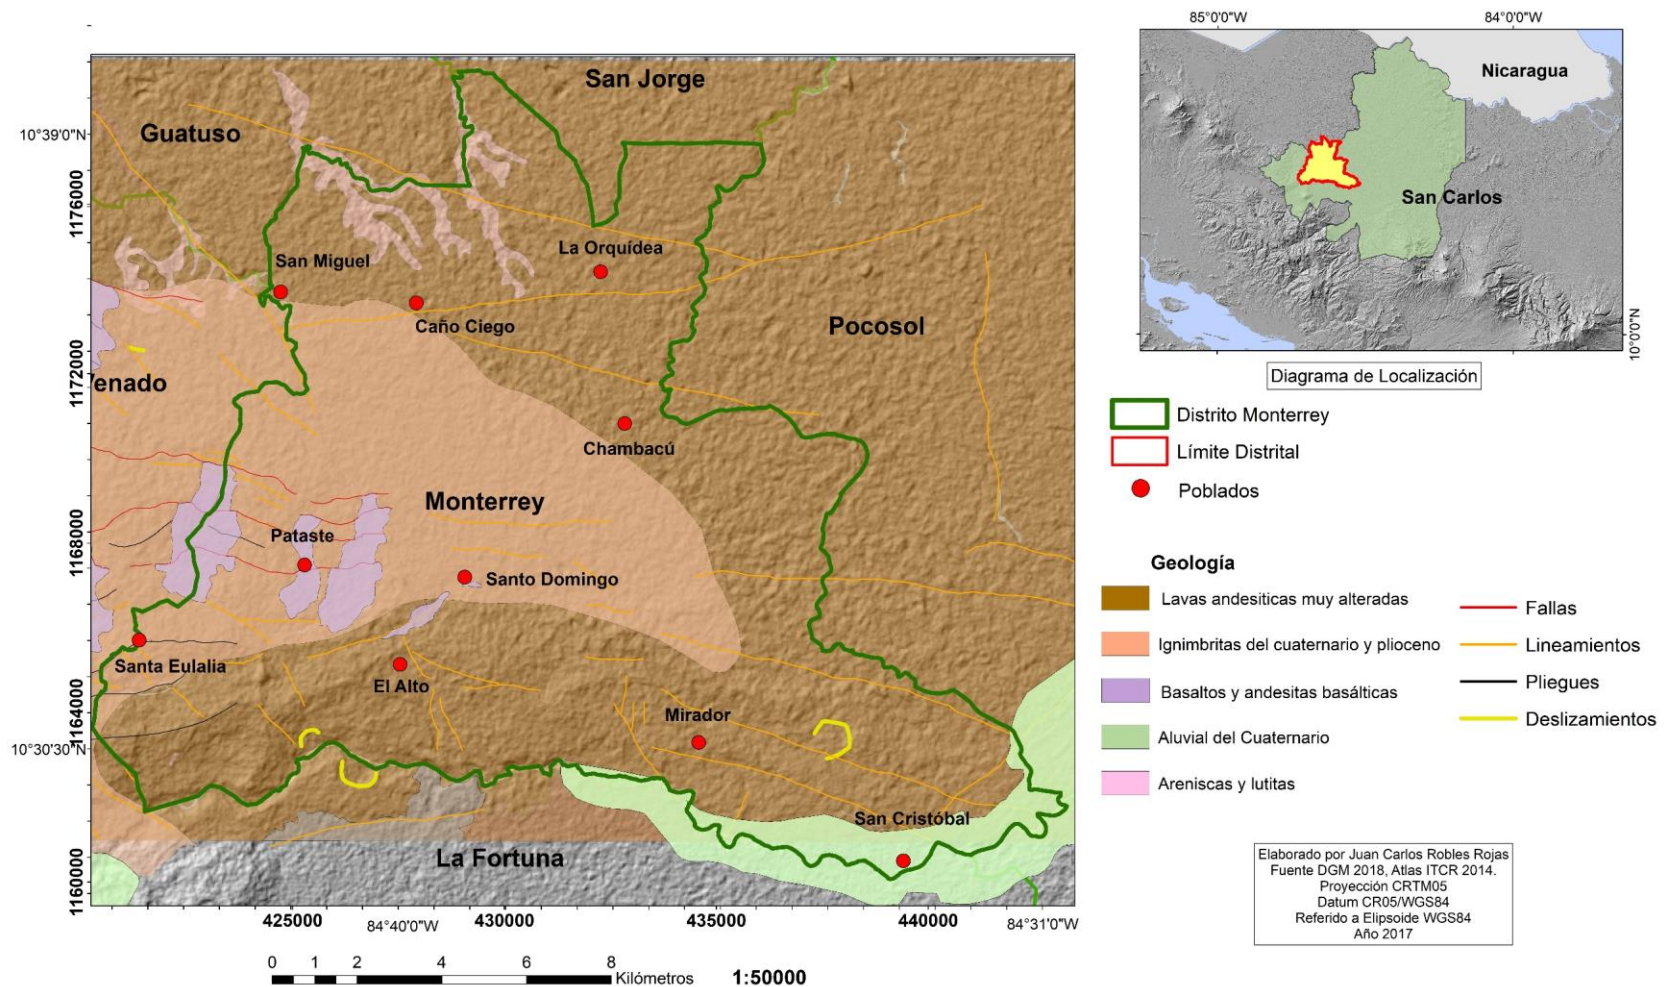 San Jorge
Guatuso
San Miguel
La Orquídea
Caño Ciego
Pocosol
Venado
Chambacú
Monterrey
Pataste
Santo Domingo
Santa Eulalia
El Alto
Mirador
San Cristóbal
La Fortuna
10°39'0"N
1176000
1172000
1168000
1164000
10°30'30"N
1160000
425000
84°40'0"W
430000
435000
440000
84°31'0"W
0 1 2 4 6 8
Kilómetros
1:50000
85°0'0"W
84°0'0"W
Nicaragua
San Carlos
10°0'0"N
Diagrama de Localización
Distrito Monterrey
Límite Distrital
Poblados
Geología
Lavas andesiticas muy alteradas
Ignimbritas del cuaternario y plioceno
Basaltos y andesitas basálticas
Aluvial del Cuaternario
Areniscas y lutitas
Fallas
Lineamientos
Pliegues
Deslizamientos
Elaborado por Juan Carlos Robles Rojas
Fuente DGM 2018, Atlas ITCR 2014.
Proyección CRTM05
Datum CR05/WGS84
Referido a Elipsoide WGS84
Año 2017